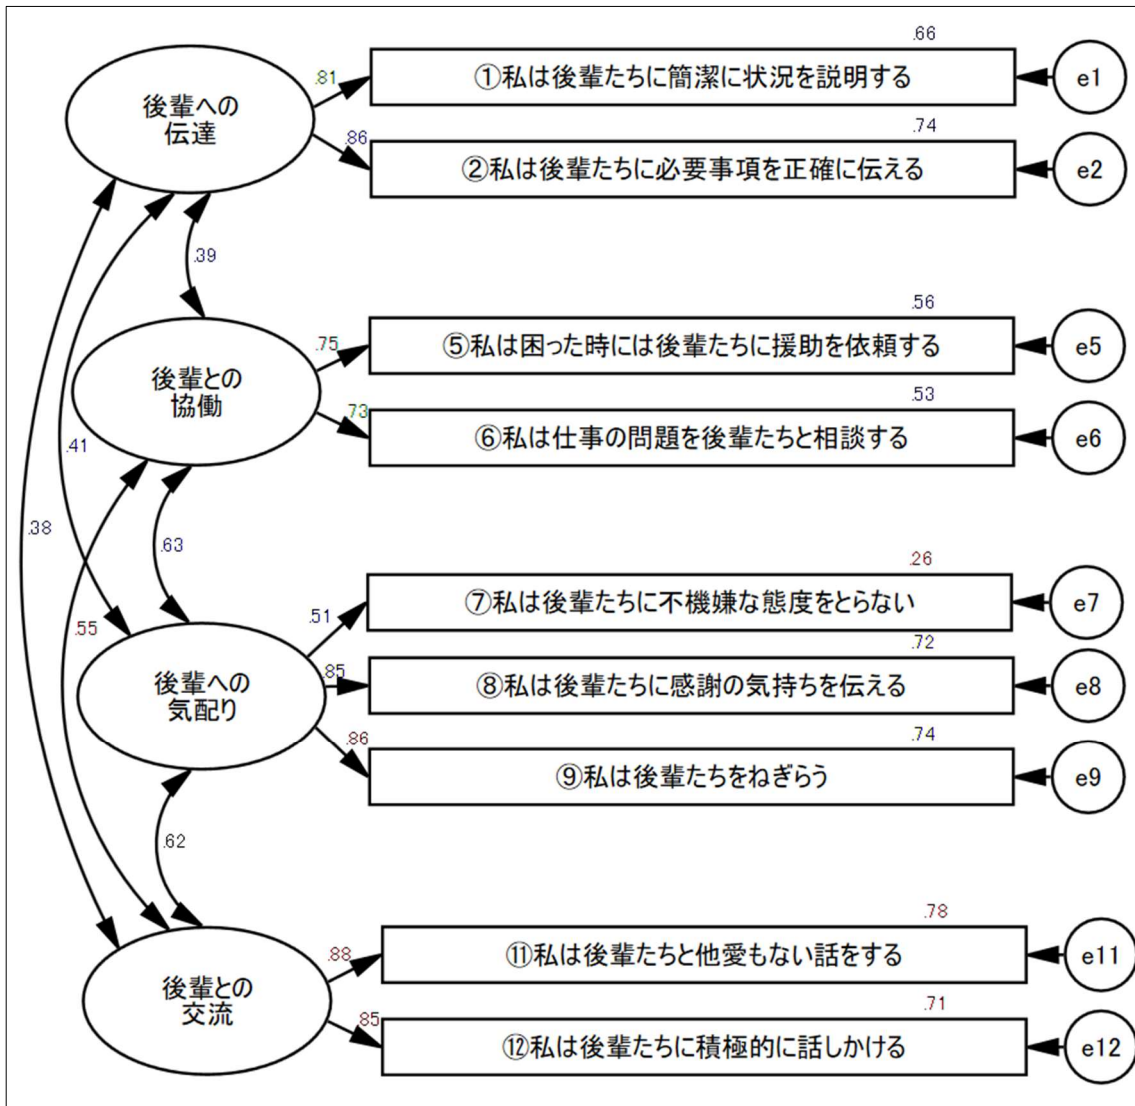 .66
.81
①私は後輩たちに簡潔に状況を説明する
e1
後輩への
伝達
.86
.74
②私は後輩たちに必要事項を正確に伝える
e2
.39
.56
.75
⑤私は困った時には後輩たちに援助を依頼する
e5
後輩との
協働
.73
.53
⑥私は仕事の問題を後輩たちと相談する
e6
.41
.38
.63
.55
.26
.51
⑦私は後輩たちに不機嫌な態度をとらない
e7
後輩への
気配り
.72
.85
⑧私は後輩たちに感謝の気持ちを伝える
e8
.86
.74
⑨私は後輩たちをねぎらう
e9
.62
.78
.88
⑪私は後輩たちと他愛もない話をする
e11
後輩との
交流
.71
.85
⑫私は後輩たちに積極的に話しかける
e12